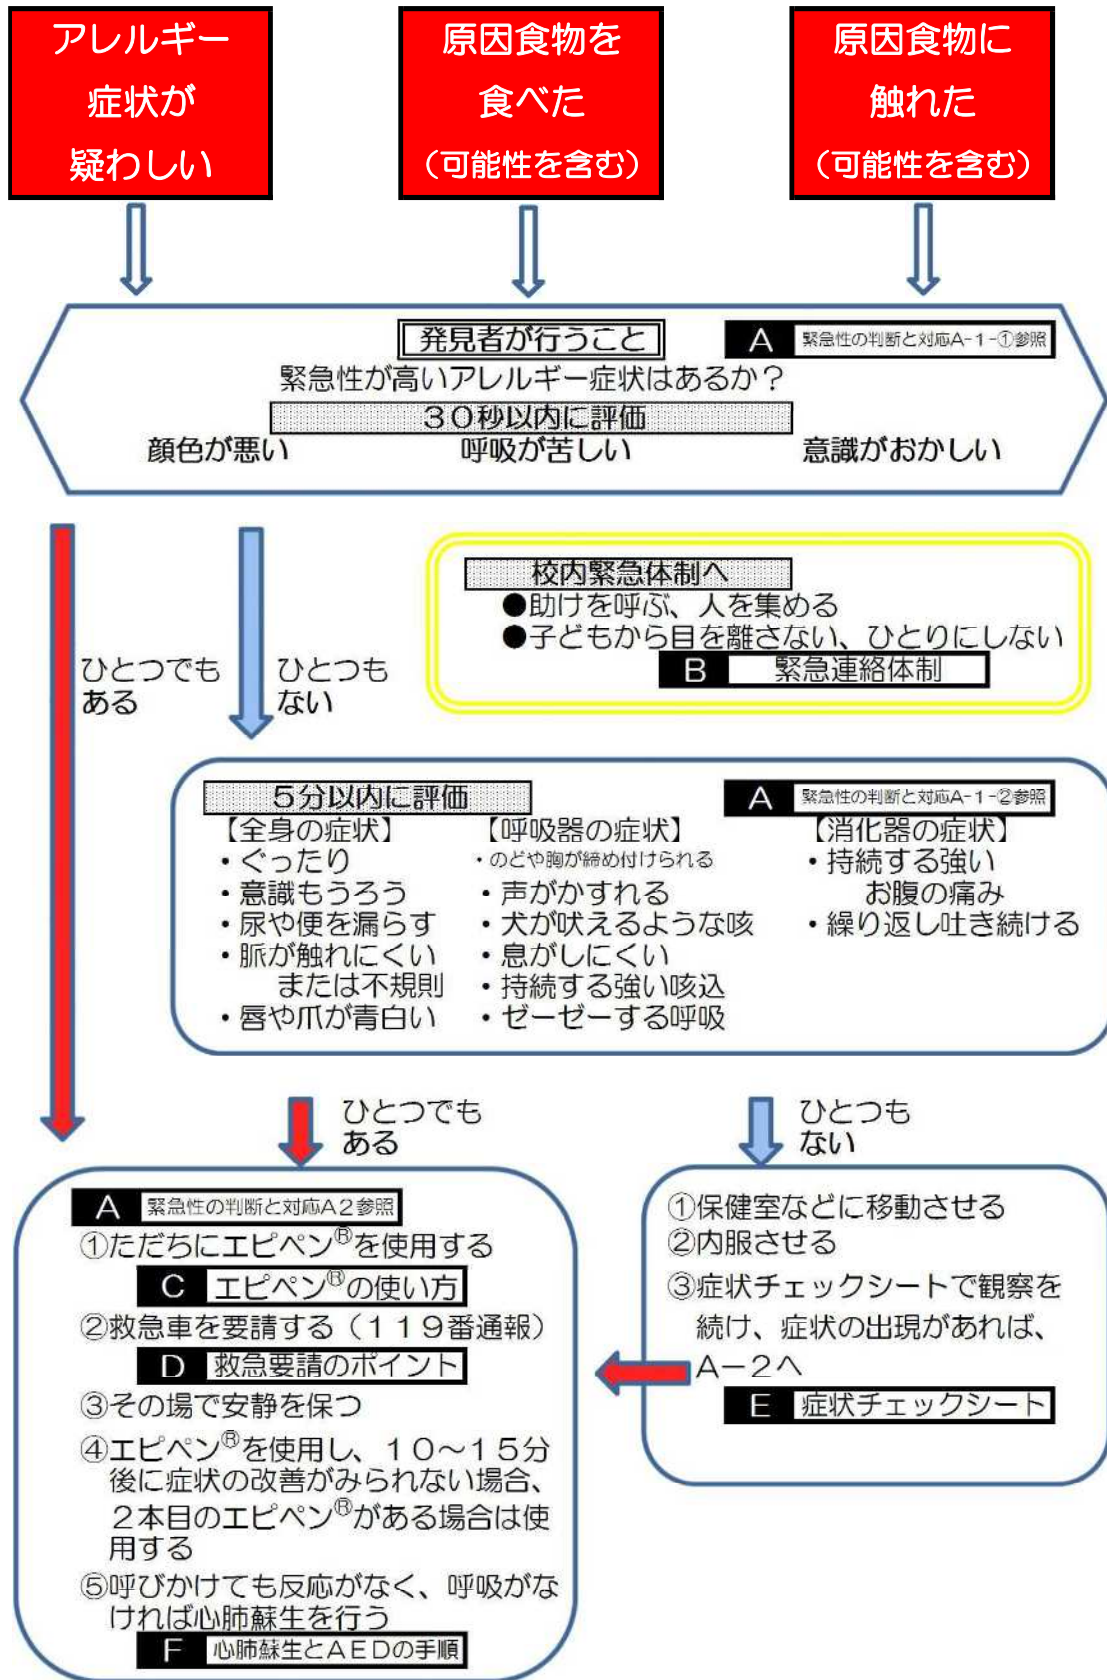 アレルギー
症状が
疑わしい
原因食物を
食べた
(可能性を含む)
原因食物に
触れた
(可能性を含む)
発見者が行うこと
A 緊急性の判断と対応A-1-①参照
緊急性が高いアレルギー症状はあるか？
３０秒以内に評価
顔色が悪い 呼吸が苦しい 意識がおかしい
ひとつでも
ある
ひとつも
ない
校内緊急体制へ
●助けを呼ぶ、人を集める
●子どもから目を離さない、ひとりにしない
B 緊急連絡体制
５分以内に評価
A 緊急性の判断と対応A-1-②参照
【全身の症状】
・ぐったり
・意識もうろう
・尿や便を漏らす
・脈が触れにくい
または不規則
・唇や爪が青白い
【呼吸器の症状】
・のどや胸が締め付けられる
・声がかすれる
・犬が吠えるような咳
・息がしにくい
・持続する強い咳込
・ゼーゼーする呼吸
【消化器の症状】
・持続する強い
お腹の痛み
・繰り返し吐き続ける
ひとつでも
ある
ひとつも
ない
A 緊急性の判断と対応A２参照
①ただちにエピペン®を使用する
C エピペン®の使い方
②救急車を要請する（１１９番通報）
D 救急要請のポイント
③その場で安静を保つ
④エピペン®を使用し、１０～１５分
後に症状の改善がみられない場合、
２本目のエピペン®がある場合は使
用する
⑤呼びかけても反応がなく、呼吸がな
ければ心肺蘇生を行う
F 心肺蘇生とＡＥＤの手順
①保健室などに移動させる
②内服させる
③症状チェックシートで観察を
続け、症状の出現があれば、
A－２へ
E 症状チェックシート